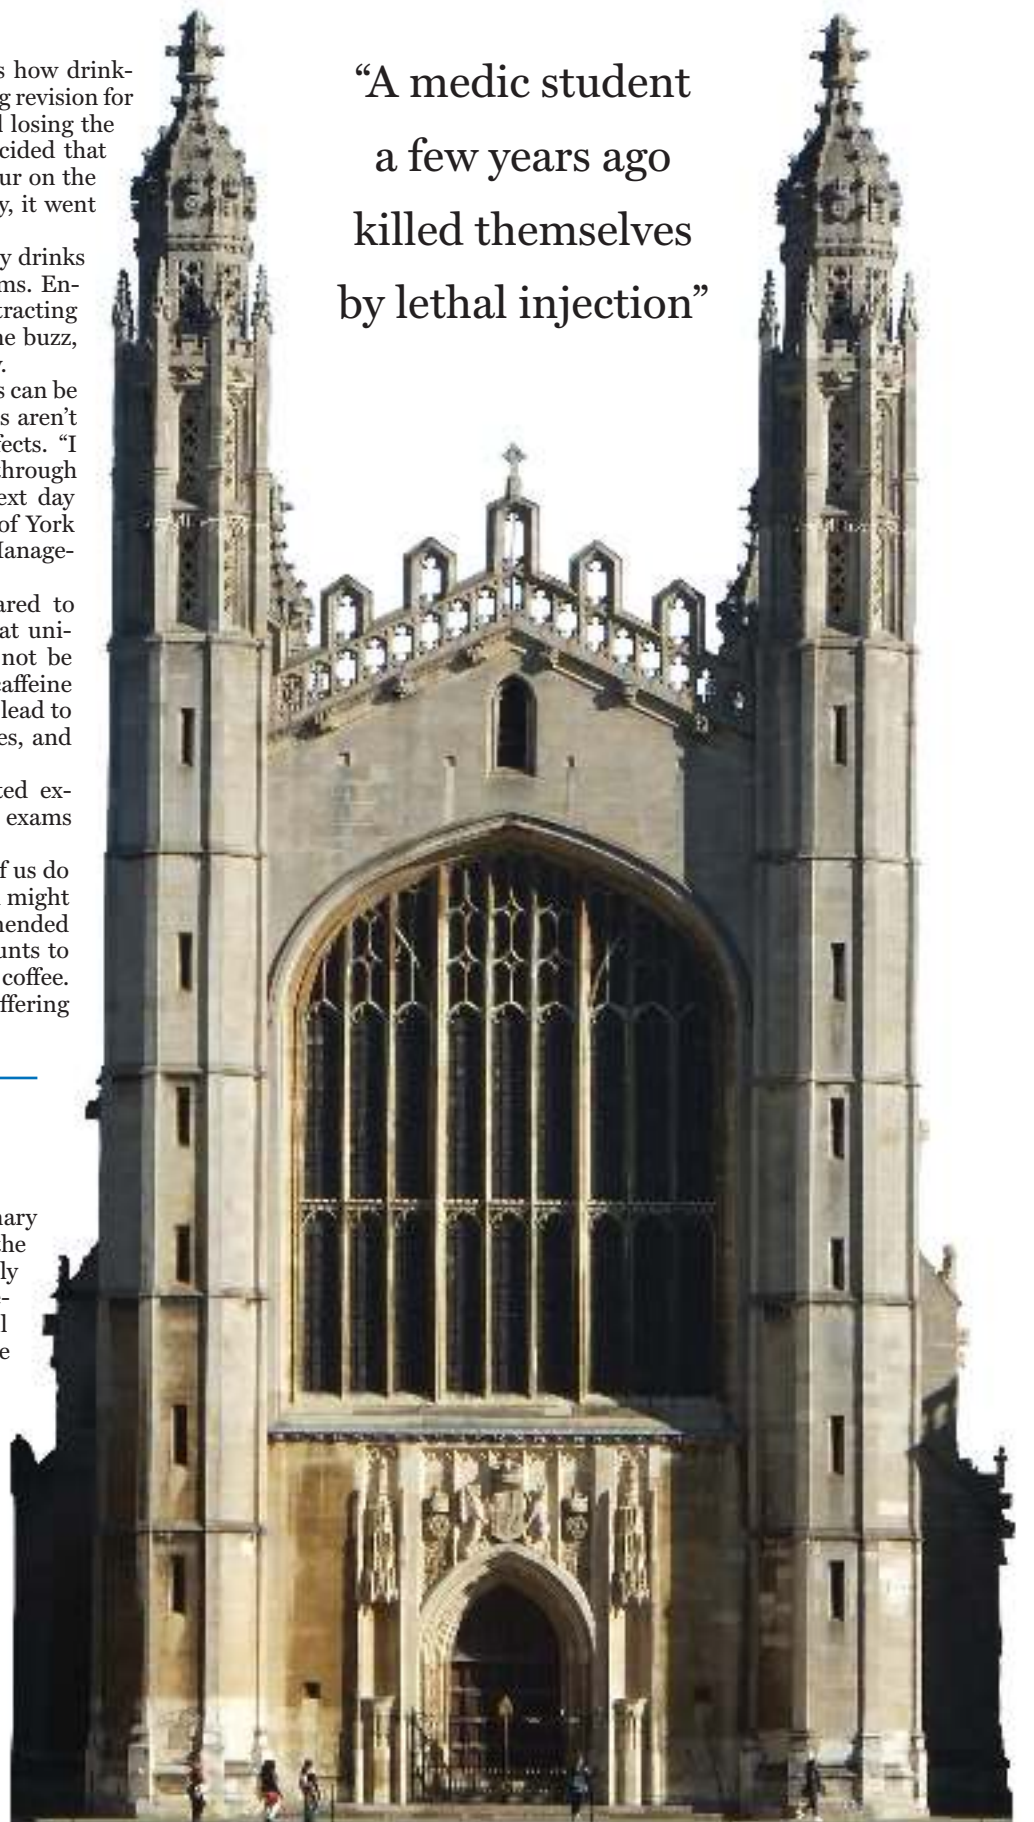 s how drink-
g revision for
l losing the
cided that
ur on the
y, it went
y drinks
ms. En-
tracting
he buzz,
y.
s can be
s aren't
fects. “I
through
ext day
of York
Manage-
ared to
at uni-
not be
caffeine
lead to
es, and
ted ex-
exams
f us do
might
mended
unts to
coffee.
ffering
nary
the
ly
-
l
e
“A medic student
a few years ago
killed themselves
by lethal injection”